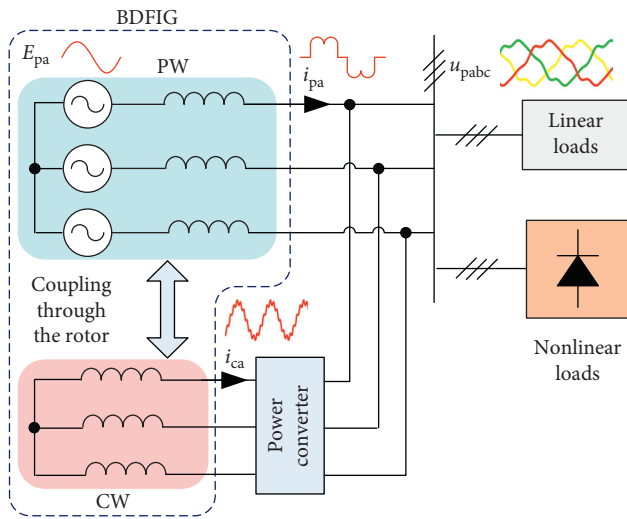 BDFIG
E_pa
PW
i_pa
u_pabc
Linear
loads
Coupling
through
the rotor
i_ca
Power
converter
Nonlinear
loads
CW